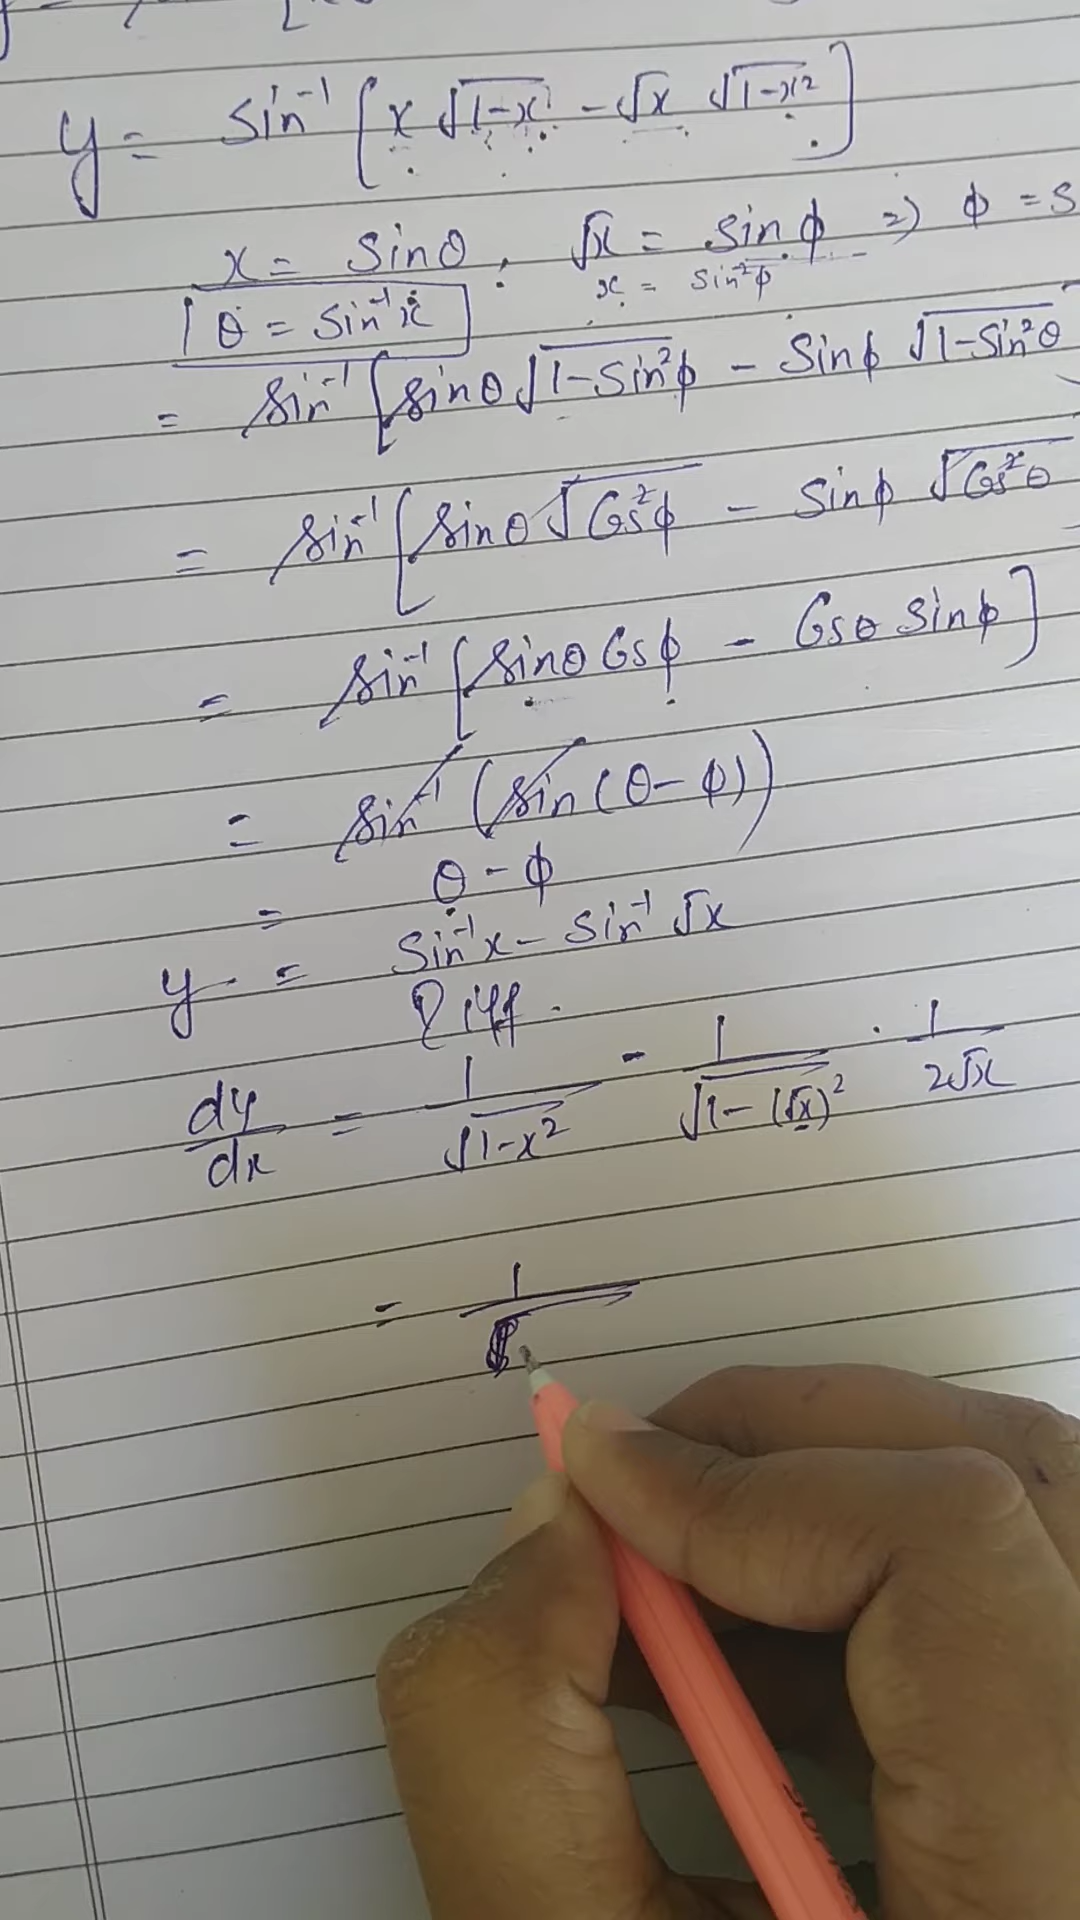 y = sin⁻¹ [x √1-x - √x √1-x²]
x = sinθ, √x = sin ϕ ⇒ ϕ = S
θ = sin⁻¹x x = sin²ϕ
= sin⁻¹ [sinθ √1-sin²ϕ - sinϕ √1-sin²θ
= sin⁻¹ [sinθ √Cos²ϕ - sinϕ √Cos²θ
= sin⁻¹ [sinθ Cosϕ - Cosθ sinϕ]
= sin⁻¹ (sin(θ-ϕ))
= θ-ϕ
y = sin⁻¹x - sin⁻¹ √x
Diff.
dy/dx = 1/√1-x² - 1/√1-(√x)² · 1/2√x
= 1/√